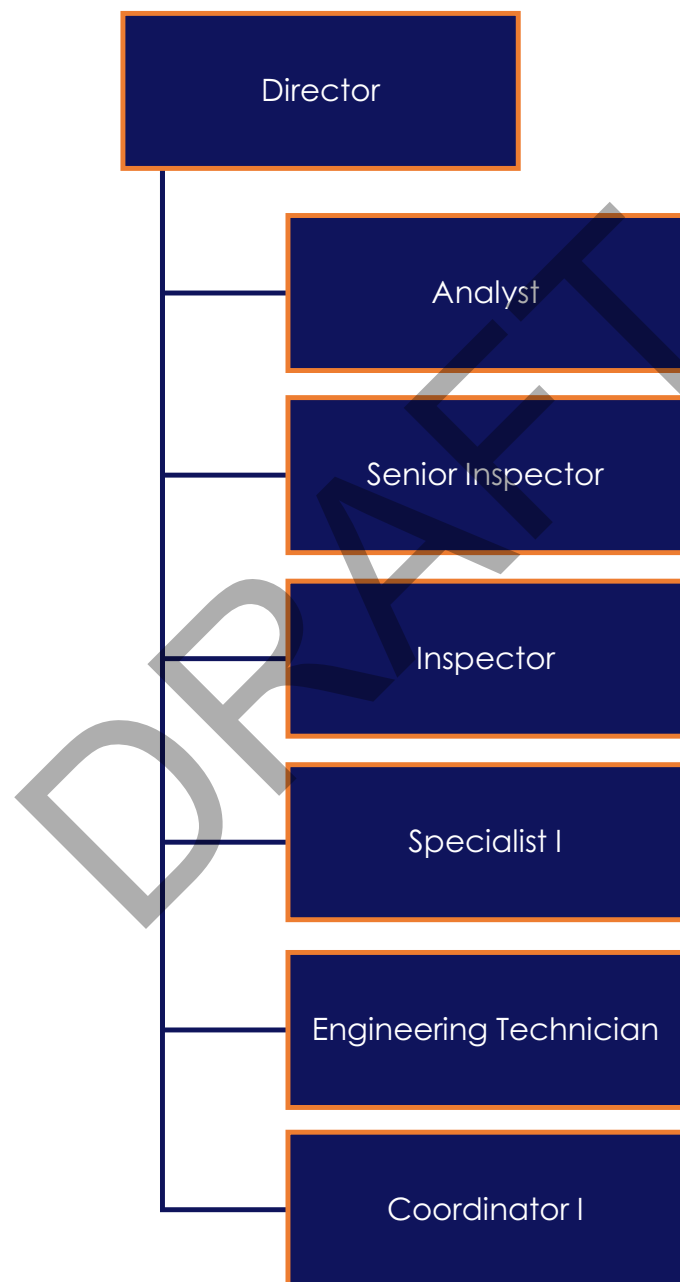 Director
Analyst
Senior Inspector
Inspector
Specialist I
Engineering Technician
Coordinator I
DRAFT